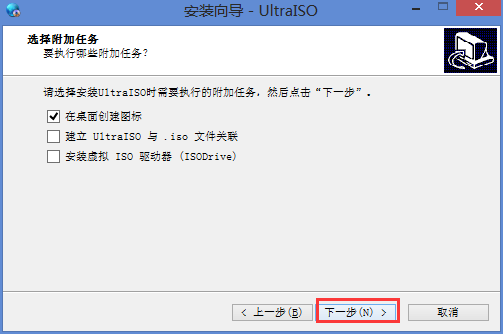 安装向导 - UltraISO
选择附加任务
要执行哪些附加任务?
请选择安装UltraISO时需要执行的附加任务，然后点击“下一步”.
在桌面创建图标
建立 UltraISO 与 .iso 文件关联
安装虚拟 ISO 驱动器 (ISODrive)
< 上一步(B)
下一步(N) >
取消